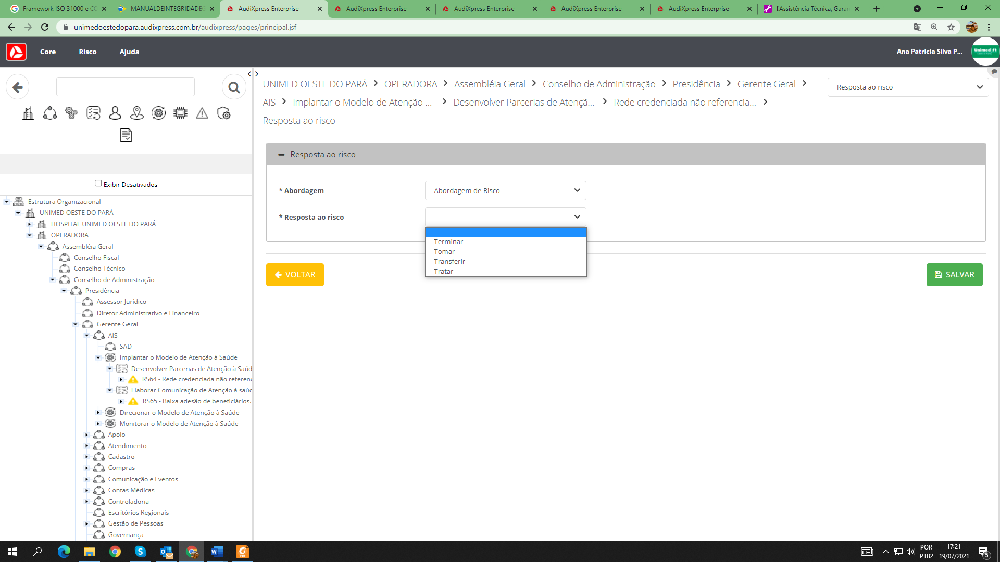 Framework ISO 31000 e CO
MANUALDEINTEGRIDADEG
AudiXpress Enterprise
AudiXpress Enterprise
AudiXpress Enterprise
AudiXpress Enterprise
AudiXpress Enterprise
【Assistência Técnica, Garan
unimedoestedopara.audixpress.com.br/audixpress/pages/principal.jsf
Core
Risco
Ajuda
Ana Patrícia Silva P...
Unimed
UNIMED OESTE DO PARÁ > OPERADORA > Assembléia Geral > Conselho de Administração > Presidência > Gerente Geral >
AIS > Implantar o Modelo de Atenção ... > Desenvolver Parcerias de Atençã... > Rede credenciada não referencia... >
Resposta ao risco
Resposta ao risco
Exibir Desativados
Estrutura Organizacional
UNIMED OESTE DO PARÁ
HOSPITAL UNIMED OESTE DO PARÁ
OPERADORA
Assembléia Geral
Conselho Fiscal
Conselho Técnico
Conselho de Administração
Presidência
Assessor Jurídico
Diretor Administrativo e Financeiro
Gerente Geral
AIS
SAD
Implantar o Modelo de Atenção à Saúde
Desenvolver Parcerias de Atenção à Saúd
RS64 - Rede credenciada não referenc
Elaborar Comunicação de Atenção à saúc
RS65 - Baixa adesão de beneficiários.
Direcionar o Modelo de Atenção à Saúde
Monitorar o Modelo de Atenção à Saúde
Apoio
Atendimento
Cadastro
Compras
Comunicação e Eventos
Contas Médicas
Controladoria
Escritórios Regionais
Gestão de Pessoas
Governança
Resposta ao risco
* Abordagem
Abordagem de Risco
* Resposta ao risco
Terminar
Tomar
Transferir
Tratar
VOLTAR
SALVAR
POR
PTB2
17:21
19/07/2021
5